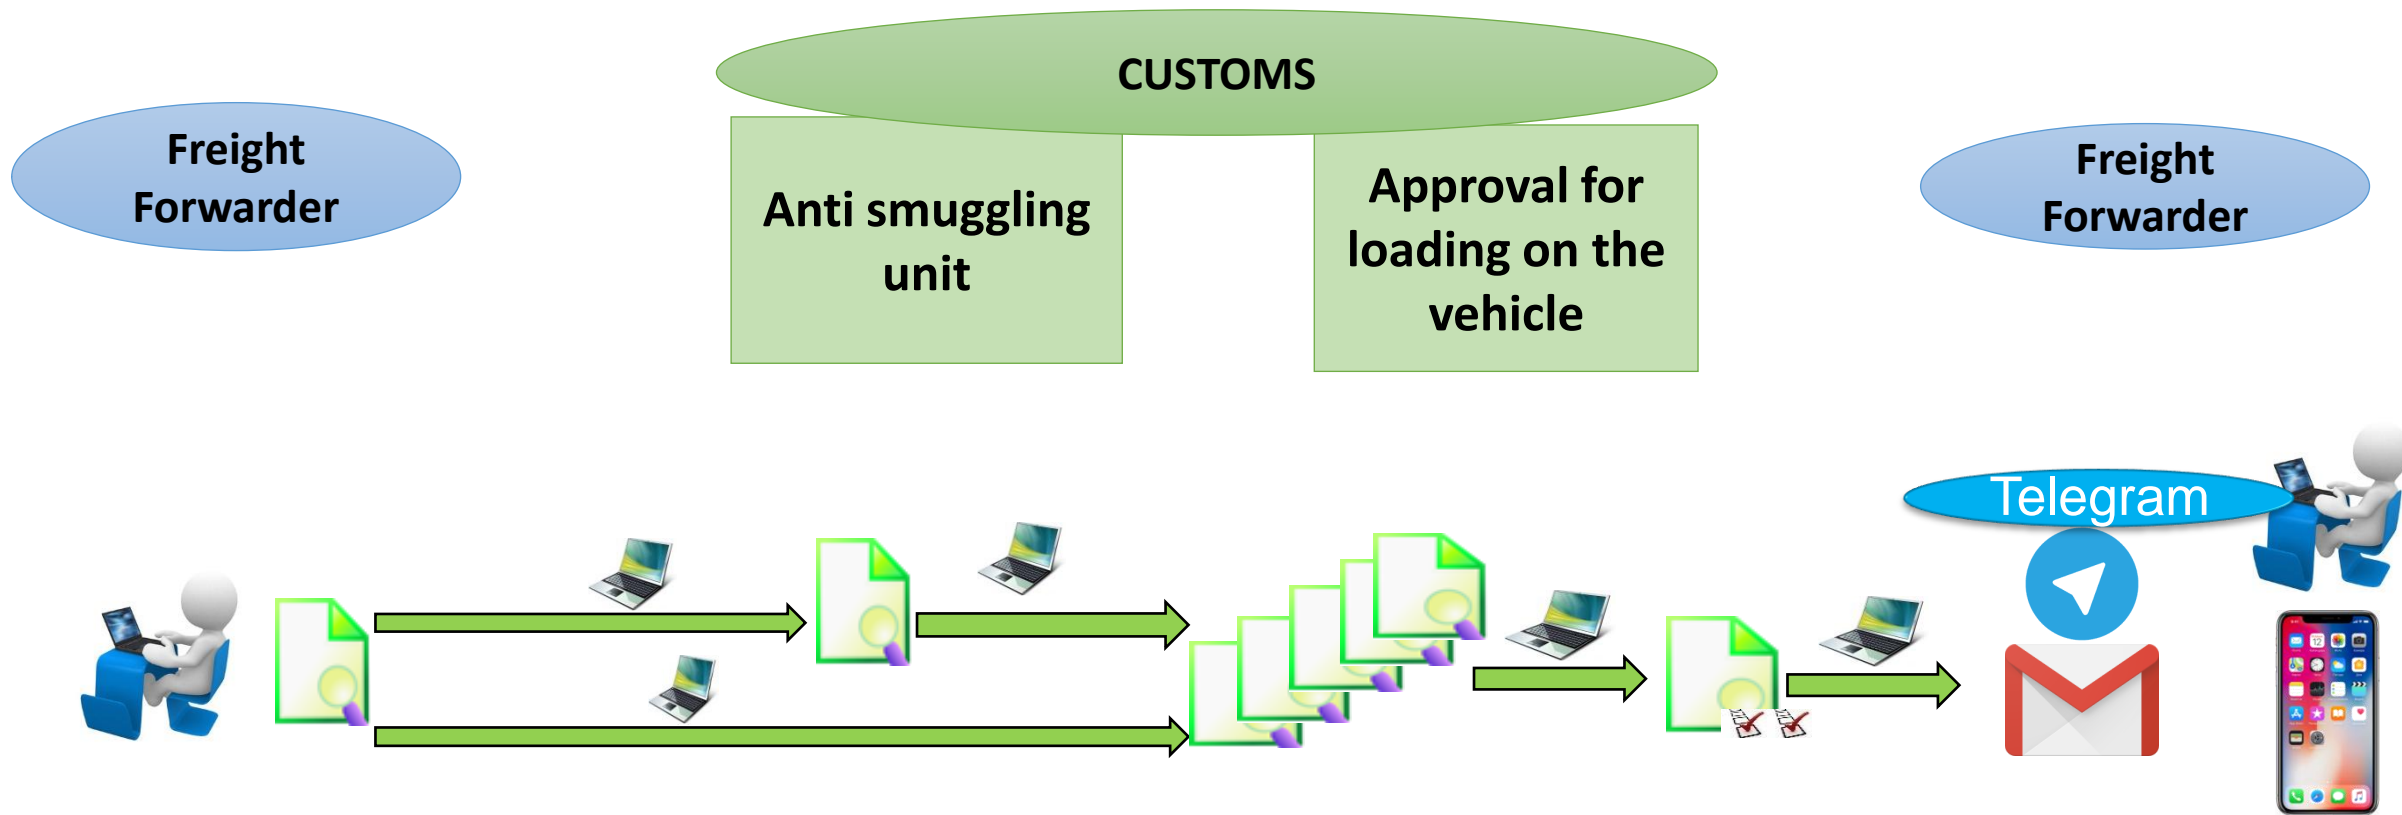 CUSTOMS
Freight
Forwarder
Anti smuggling
unit
Approval for
loading on the
vehicle
Freight
Forwarder
Telegram